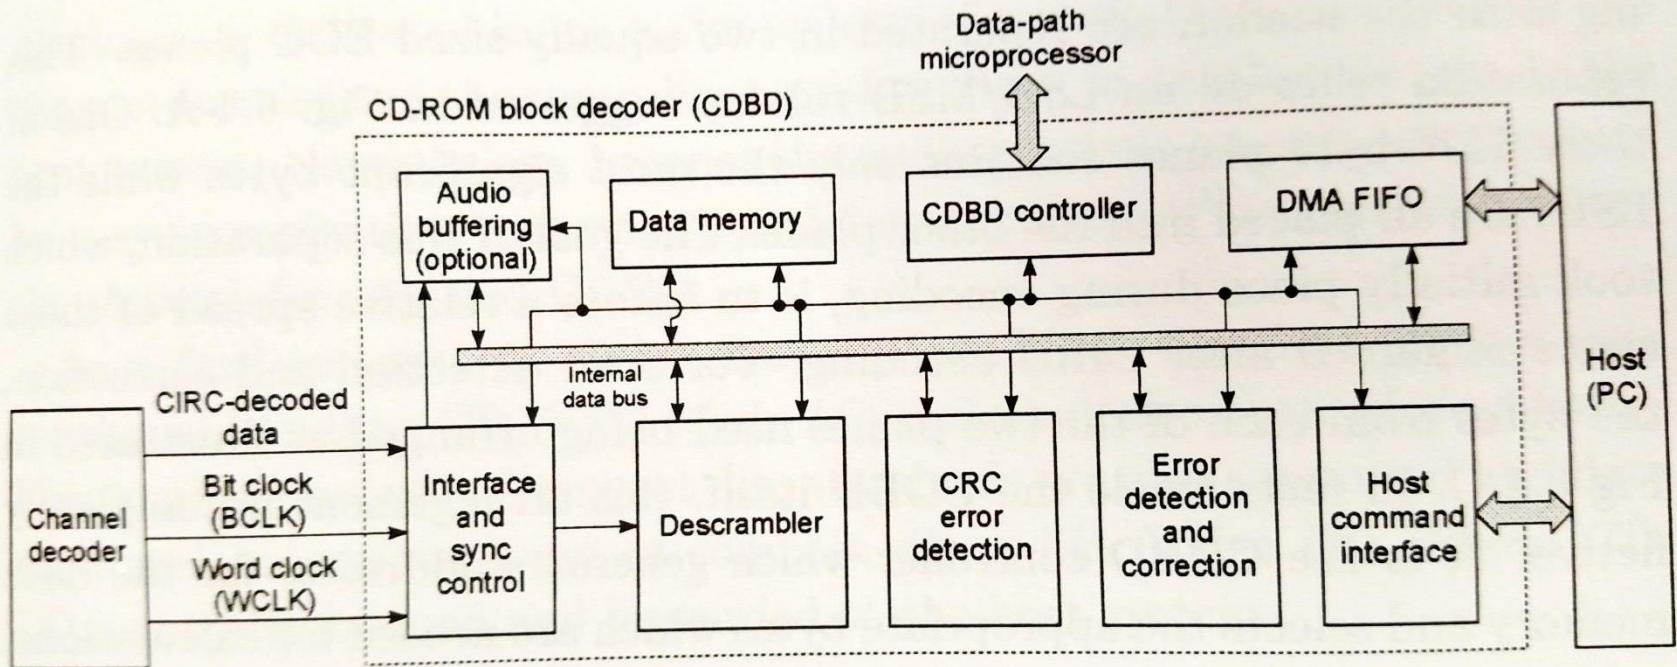 Data-path
microprocessor
CD-ROM block decoder (CDBD)
Audio
buffering
(optional)
Data memory
CDBD controller
DMA FIFO
Internal
data bus
Host
(PC)
CIRC-decoded
data
Bit clock
(BCLK)
Word clock
(WCLK)
Channel
decoder
Interface
and
sync
control
Descrambler
CRC
error
detection
Error
detection
and
correction
Host
command
interface